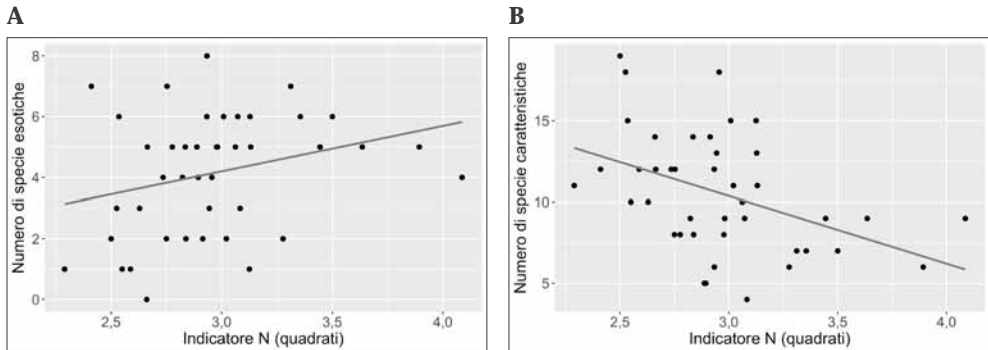 A
Numero di specie esotiche
8
6
4
2
0
2,5 3,0 3,5 4,0
Indicatore N (quadrati)
B
Numero di specie caratteristiche
15
10
5
2,5 3,0 3,5 4,0
Indicatore N (quadrati)